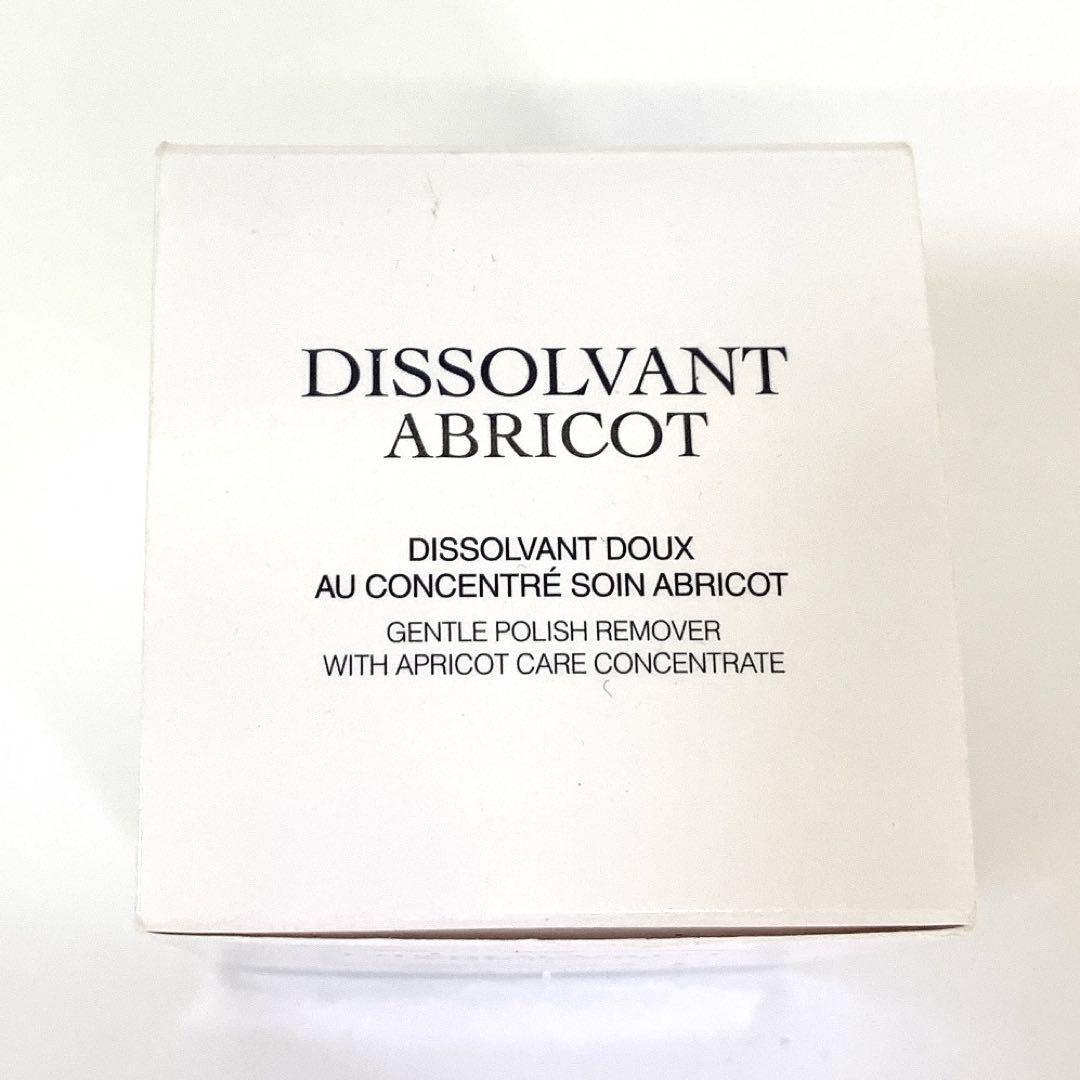 DISSOLVANT
ABRICOT
DISSOLVANT DOUX
AU CONCENTRÉ SOIN ABRICOT
GENTLE POLISH REMOVER
WITH APRICOT CARE CONCENTRATE